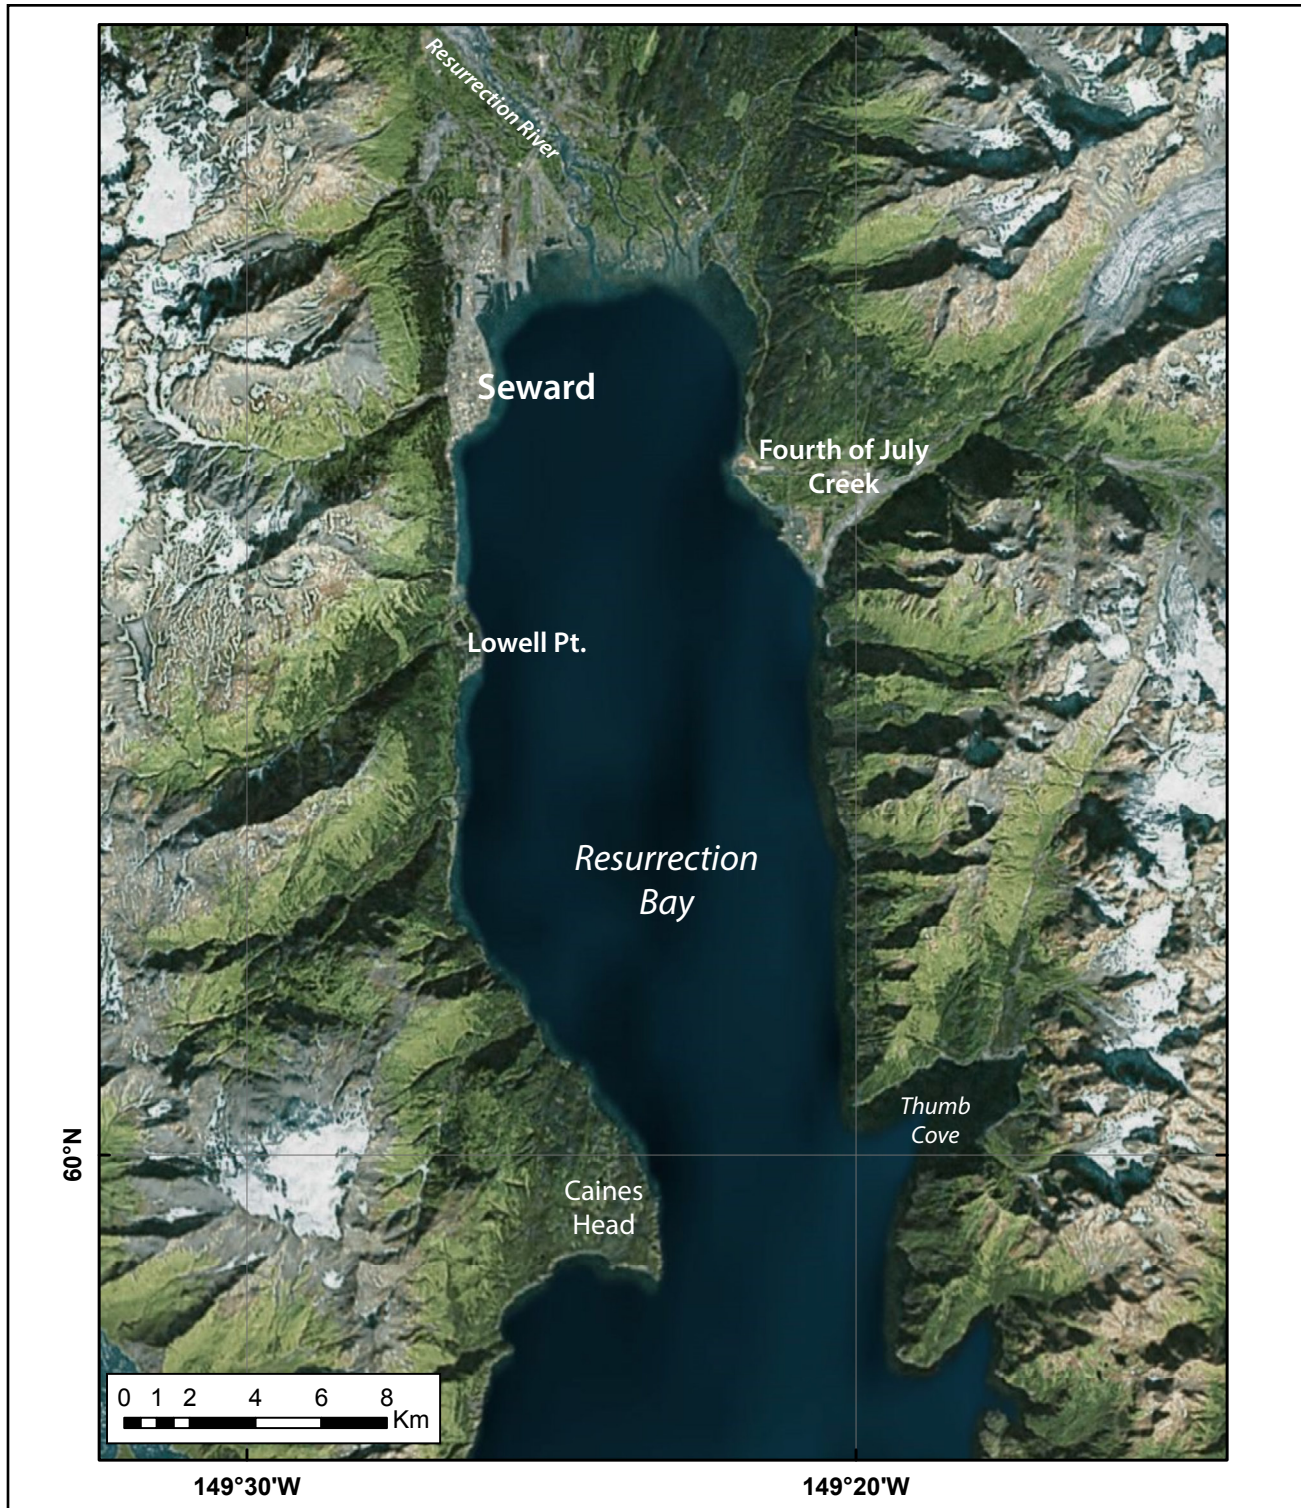 Resurrection River
Seward
Fourth of July
Creek
Lowell Pt.
Resurrection
Bay
Thumb
Cove
60°N
Caines
Head
0 1 2 4 6 8
Km
149°30'W 149°20'W